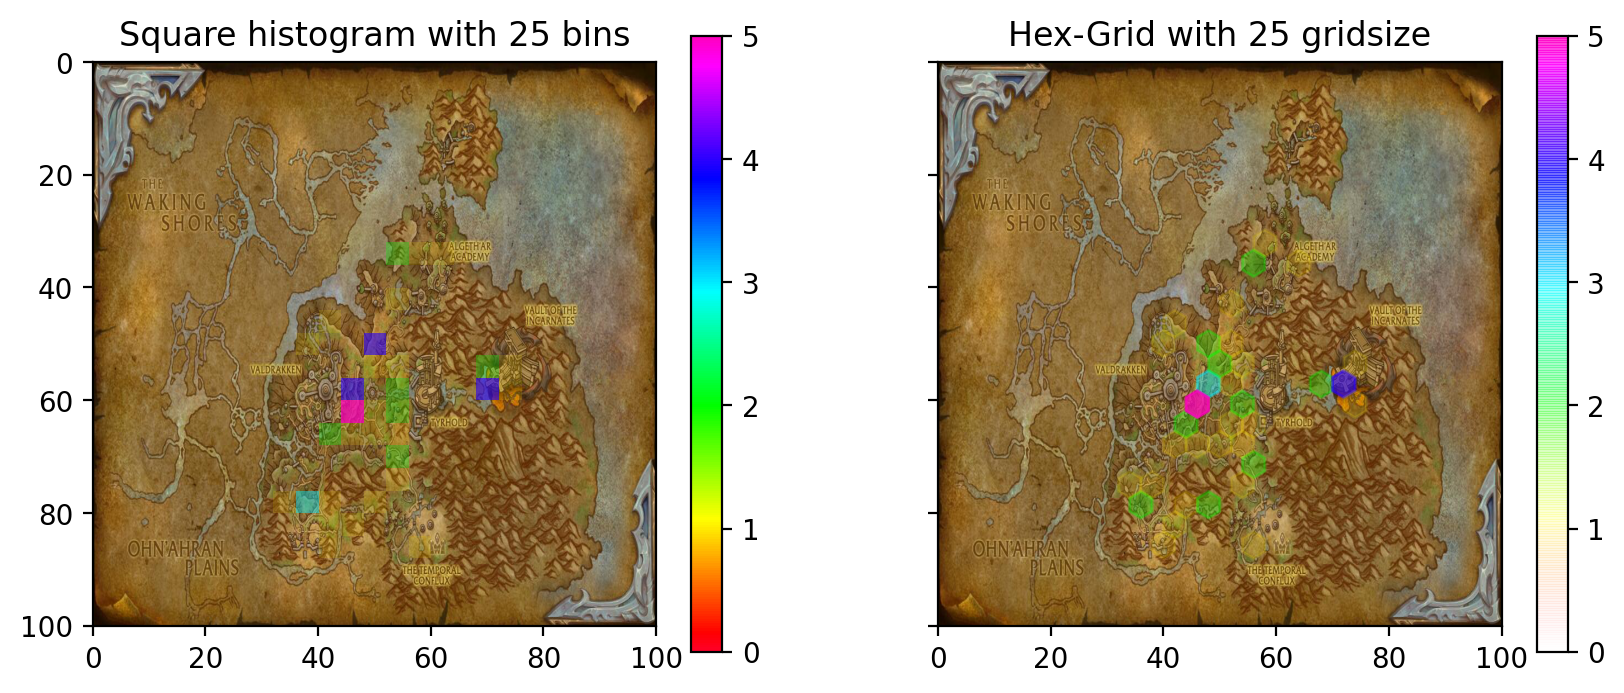 Square histogram with 25 bins
0
20
40
60
80
100
0
20
40
60
80
100
THE
WAKING
SHORES
ALGETH'AR
ACADEMY
VAULT OF THE
INCARNATES
VALDRAKKEN
TYRHOLD
OHN'AHRAN
PLAINS
THE TEMPORAL
CONFLUX
5
4
3
2
1
0
Hex-Grid with 25 gridsize
0
20
40
60
80
100
THE
WAKING
SHORES
ALGETH'AR
ACADEMY
VAULT OF THE
INCARNATES
VALDRAKKEN
TYRHOLD
OHN'AHRAN
PLAINS
THE TEMPORAL
CONFLUX
5
4
3
2
1
0